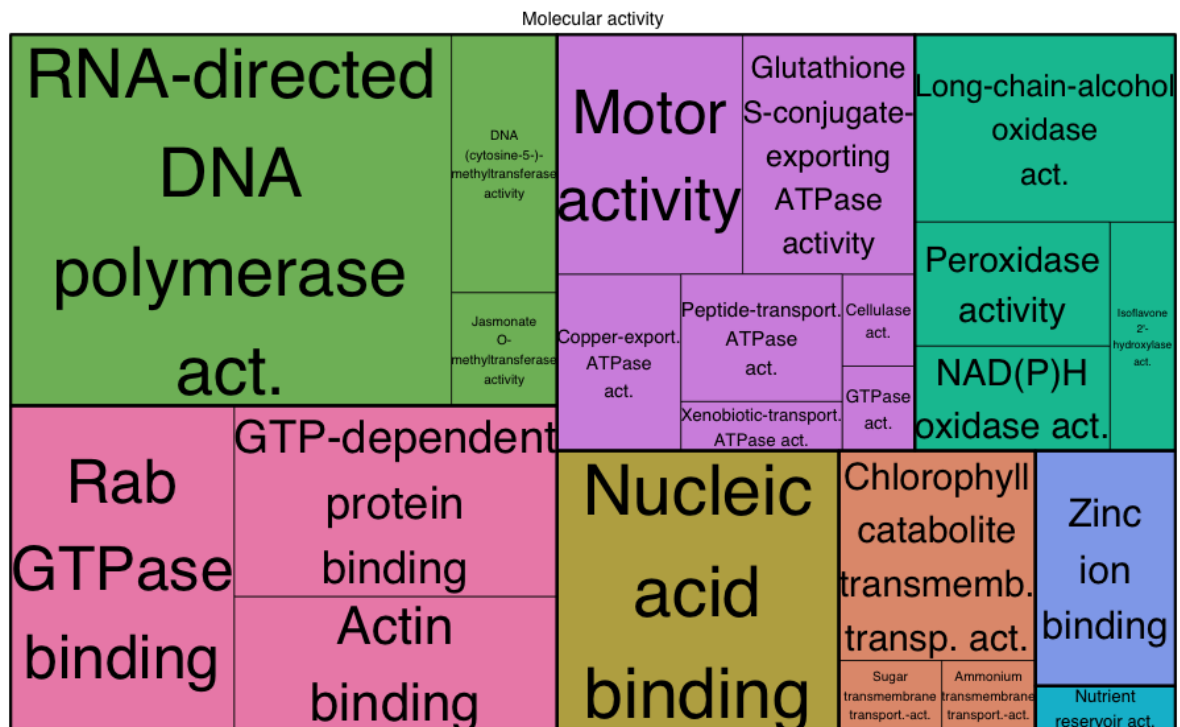 Molecular activity
RNA-directed
DNA
polymerase
act.
DNA
(cytosine-5-)-
methyltransferase
activity
Jasmonate
O-
methyltransferase
activity
Motor
activity
Glutathione
S-conjugate-
exporting
ATPase
activity
Copper-export.
ATPase
act.
Peptide-transport.
ATPase
act.
Xenobiotic-transport.
ATPase act.
Cellulase
act.
GTPase
act.
Long-chain-alcohol
oxidase
act.
Peroxidase
activity
NAD(P)H
oxidase act.
Isoflavone
2'-
hydroxylase
act.
Rab
GTPase
binding
GTP-dependent
protein
binding
Actin
binding
Nucleic
acid
binding
Chlorophyll
catabolite
transmemb.
transp. act.
Sugar
transmembrane
transport.-act.
Ammonium
transmembrane
transport.-act.
Zinc
ion
binding
Nutrient
reservoir act.